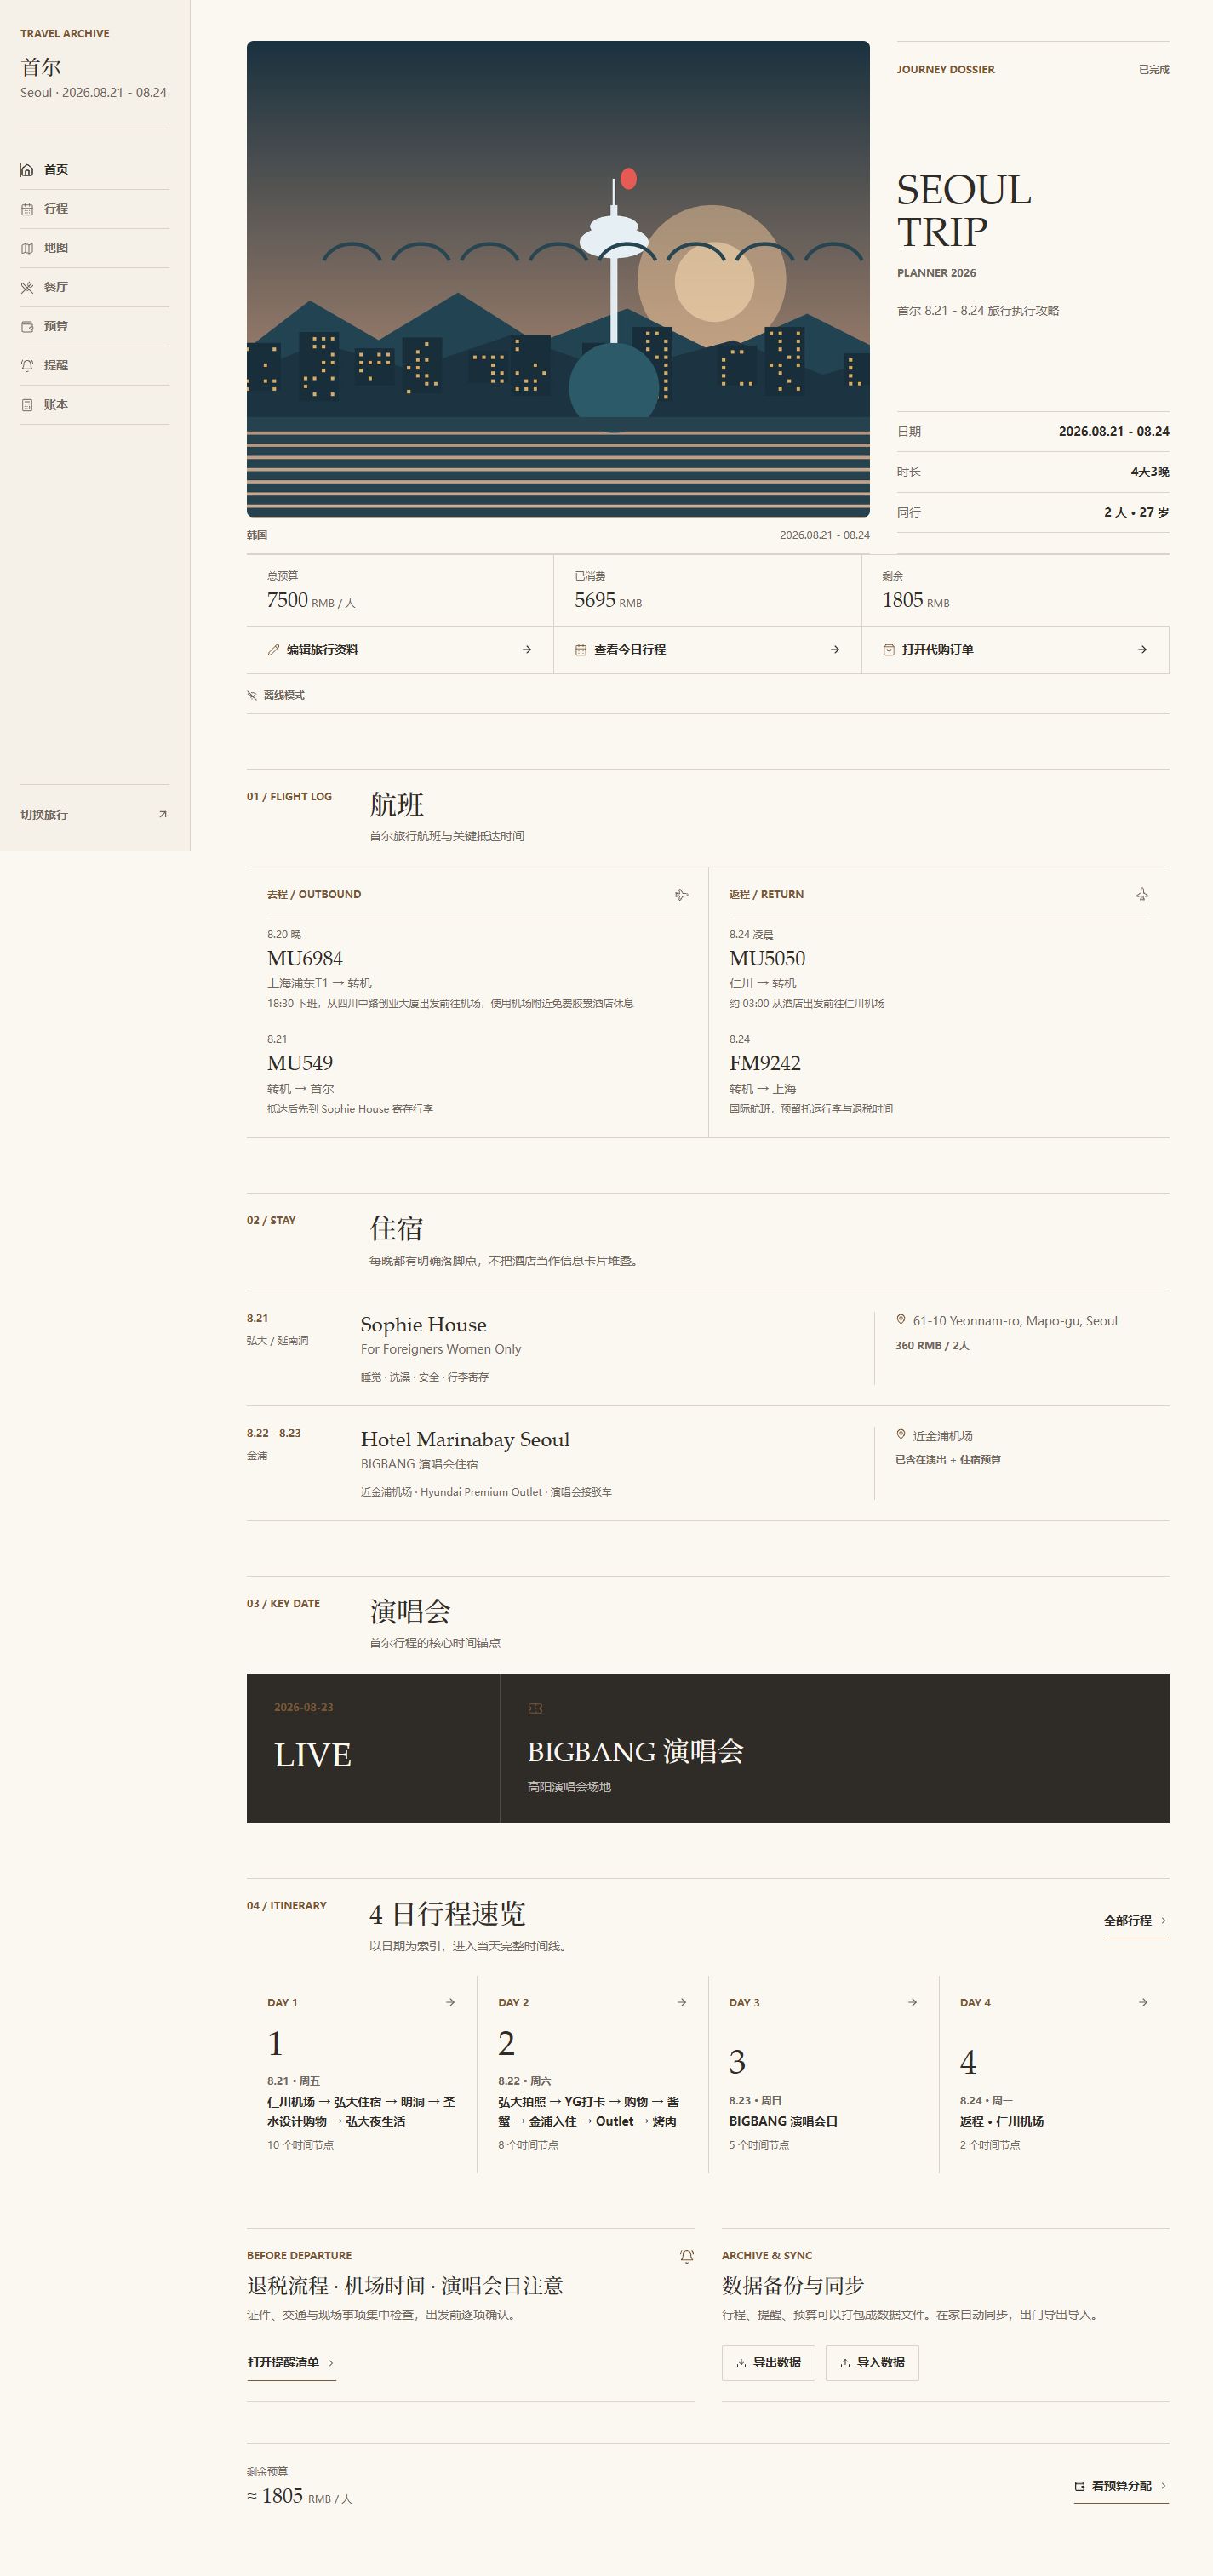 TRAVEL ARCHIVE
首尔
Seoul · 2026.08.21 - 08.24
首页
行程
地图
餐厅
预算
提醒
账本
切换旅行
JOURNEY DOSSIER
已完成
SEOUL
TRIP
PLANNER 2026
首尔 8.21 - 8.24 旅行执行攻略
日期
2026.08.21 - 08.24
时长
4天3晚
同行
2 人 • 27 岁
韩国
2026.08.21 - 08.24
总预算
7500 RMB / 人
已消费
5695 RMB
剩余
1805 RMB
编辑旅行资料
查看今日行程
打开代购订单
离线模式
01 / FLIGHT LOG
航班
首尔旅行航班与关键抵达时间
去程 / OUTBOUND
8.20 晚
MU6984
上海浦东T1 → 转机
18:30 下班，从四川中路创业大厦出发前往机场，使用机场附近免费胶囊酒店休息
8.21
MU549
转机 → 首尔
抵达后先到 Sophie House 寄存行李
返程 / RETURN
8.24 凌晨
MU5050
仁川 → 转机
约 03:00 从酒店出发前往仁川机场
8.24
FM9242
转机 → 上海
国际航班，预留托运行李与退税时间
02 / STAY
住宿
每晚都有明确落脚点，不把酒店当作信息卡片堆叠。
8.21
弘大 / 延南洞
Sophie House
For Foreigners Women Only
睡觉 · 洗澡 · 安全 · 行李寄存
61-10 Yeonnam-ro, Mapo-gu, Seoul
360 RMB / 2人
8.22 - 8.23
金浦
Hotel Marinabay Seoul
BIGBANG 演唱会住宿
近金浦机场 · Hyundai Premium Outlet · 演唱会接驳车
近金浦机场
已含在演出 + 住宿预算
03 / KEY DATE
演唱会
首尔行程的核心时间锚点
2026-08-23
LIVE
BIGBANG 演唱会
高阳演唱会场地
04 / ITINERARY
4 日行程速览
以日期为索引，进入当天完整时间线。
全部行程
DAY 1
1
8.21 • 周五
仁川机场 → 弘大住宿 → 明洞 → 圣
水设计购物 → 弘大夜生活
10 个时间节点
DAY 2
2
8.22 • 周六
弘大拍照 → YG打卡 → 购物 → 酱
蟹 → 金浦入住 → Outlet → 烤肉
8 个时间节点
DAY 3
3
8.23 • 周日
BIGBANG 演唱会日
5 个时间节点
DAY 4
4
8.24 • 周一
返程 • 仁川机场
2 个时间节点
BEFORE DEPARTURE
退税流程 · 机场时间 · 演唱会日注意
证件、交通与现场事项集中检查，出发前逐项确认。
打开提醒清单
ARCHIVE & SYNC
数据备份与同步
行程、提醒、预算可以打包成数据文件。在家自动同步，出门导出导入。
导出数据
导入数据
剩余预算
≈ 1805 RMB / 人
看预算分配